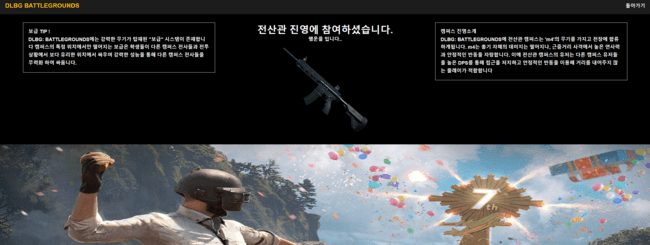 DLBG BATTLEGROUNDS
돌아가기
보급 TIP !
DLBG: BATTLEGROUNDS에는 강력한 무기가 탑재된 "보급" 시스템이 존재합니
다 캠퍼스의 특정 위치에서만 떨어지는 보급은 학생들이 다른 캠퍼스 전사들과 전투
상황에서 보다 유리한 위치에서 싸우며 강력한 성능을 통해 다른 캠퍼스 전사들을
무력화 하여 싸웁니다.
전산관 진영에 참여하셨습니다.
행운을 빕니다..
캠퍼스 진영소개
DLBG: BATTLEGROUNDS에 전산관 캠퍼스는 'm4'의 무기를 가지고 전장에 합류
하게됩니다. m4는 총기 자체의 데미지는 떨어지나, 근중거리 사격에서 높은 연사력
과 안정적인 반동을 자랑합니다. 이에 전산관 캠퍼스의 유저는 다른 캠퍼스 유저들
을 높은 DPS를 통해 접근을 저지하고 안정적인 반동을 이용해 거리를 내어주지 않
는 플레이가 적합합니다
7th